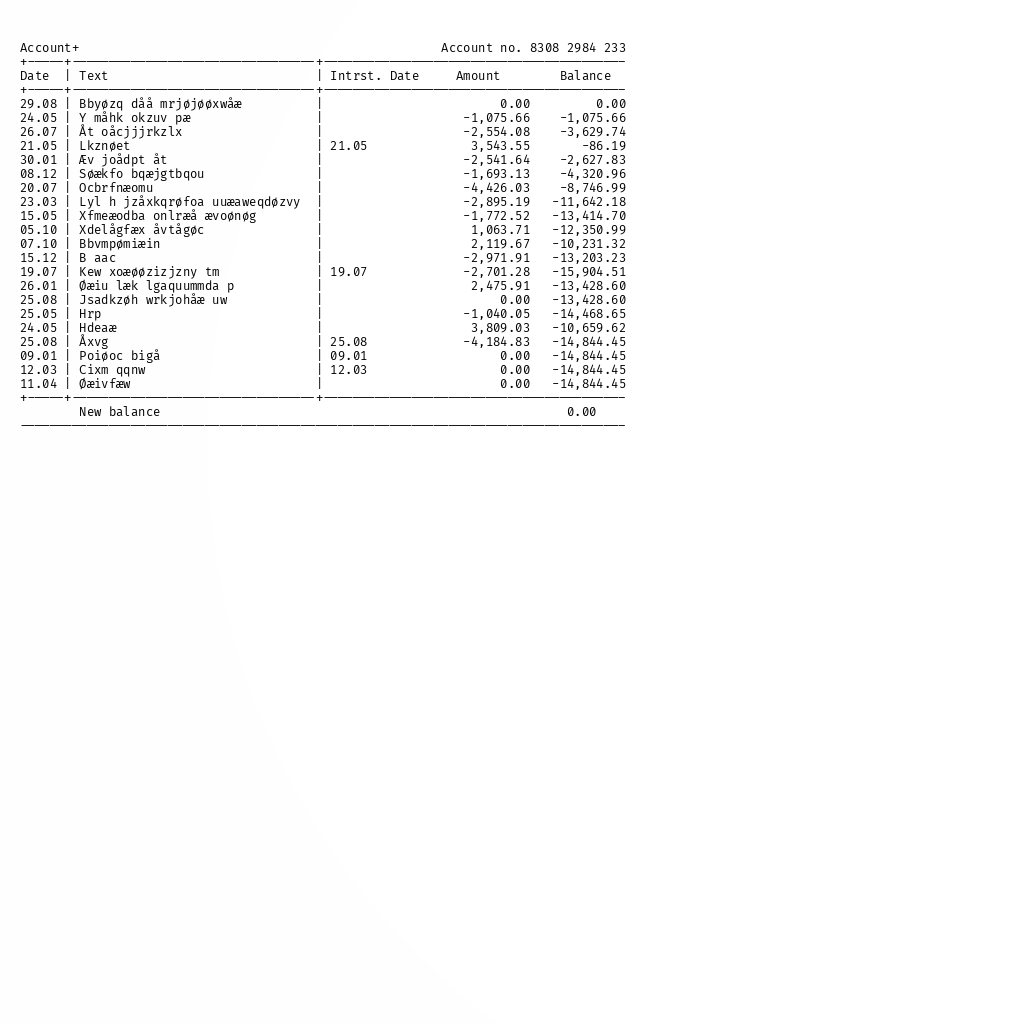 Account+ Account no. 8308 2984 233
Date | Text | Intrst. Date Amount Balance
29.08 | Bbyøzq dåå mrjøjøøxwåæ | 0.00 0.00
24.05 | Y måhk okzuv pæ | -1,075.66 -1,075.66
26.07 | Åt oåcjjjrkzlx | -2,554.08 -3,629.74
21.05 | Lkznøet | 21.05 3,543.55 -86.19
30.01 | Æv joådpt åt | -2,541.64 -2,627.83
08.12 | Søækfo bqæjgtbqou | -1,693.13 -4,320.96
20.07 | Ocbrfnæomu | -4,426.03 -8,746.99
23.03 | Lyl h jzåxkqrøfoa uuæaweqdøzvy | -2,895.19 -11,642.18
15.05 | Xfmeæodba onlræå ævoønøg | -1,772.52 -13,414.70
05.10 | Xdelågfæx åvtågøc | 1,063.71 -12,350.99
07.10 | Bbvmpømiæin | 2,119.67 -10,231.32
15.12 | B aac | -2,971.91 -13,203.23
19.07 | Kew xoæøøzizjzny tm | 19.07 -2,701.28 -15,904.51
26.01 | Øæiu læk lgaquummda p | 2,475.91 -13,428.60
25.08 | Jsadkzøh wrkjohåæ uw | 0.00 -13,428.60
25.05 | Hrp | -1,040.05 -14,468.65
24.05 | Hdeaæ | 3,809.03 -10,659.62
25.08 | Åxvg | 25.08 -4,184.83 -14,844.45
09.01 | Poiøoc bigå | 09.01 0.00 -14,844.45
12.03 | Cixm qqnw | 12.03 0.00 -14,844.45
11.04 | Øæivfæw | 0.00 -14,844.45
New balance 0.00